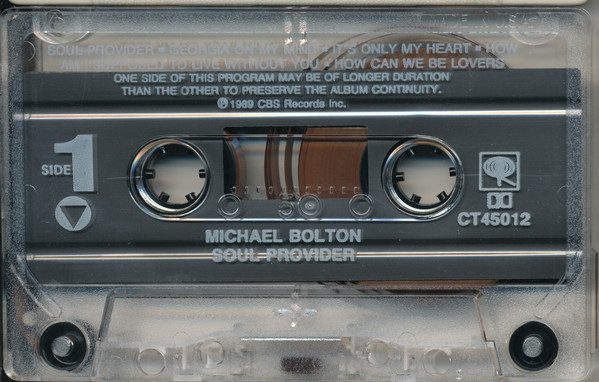 SOUL PROVIDER • GEORGIA ON MY MIND • IT'S ONLY MY HEART • HOW
AM I SUPPOSED TO LIVE WITHOUT YOU • HOW CAN WE BE LOVERS
ONE SIDE OF THIS PROGRAM MAY BE OF LONGER DURATION
THAN THE OTHER TO PRESERVE THE ALBUM CONTINUITY.
℗ 1989 CBS Records Inc.
SIDE 1
CT45012
MICHAEL BOLTON
SOUL PROVIDER